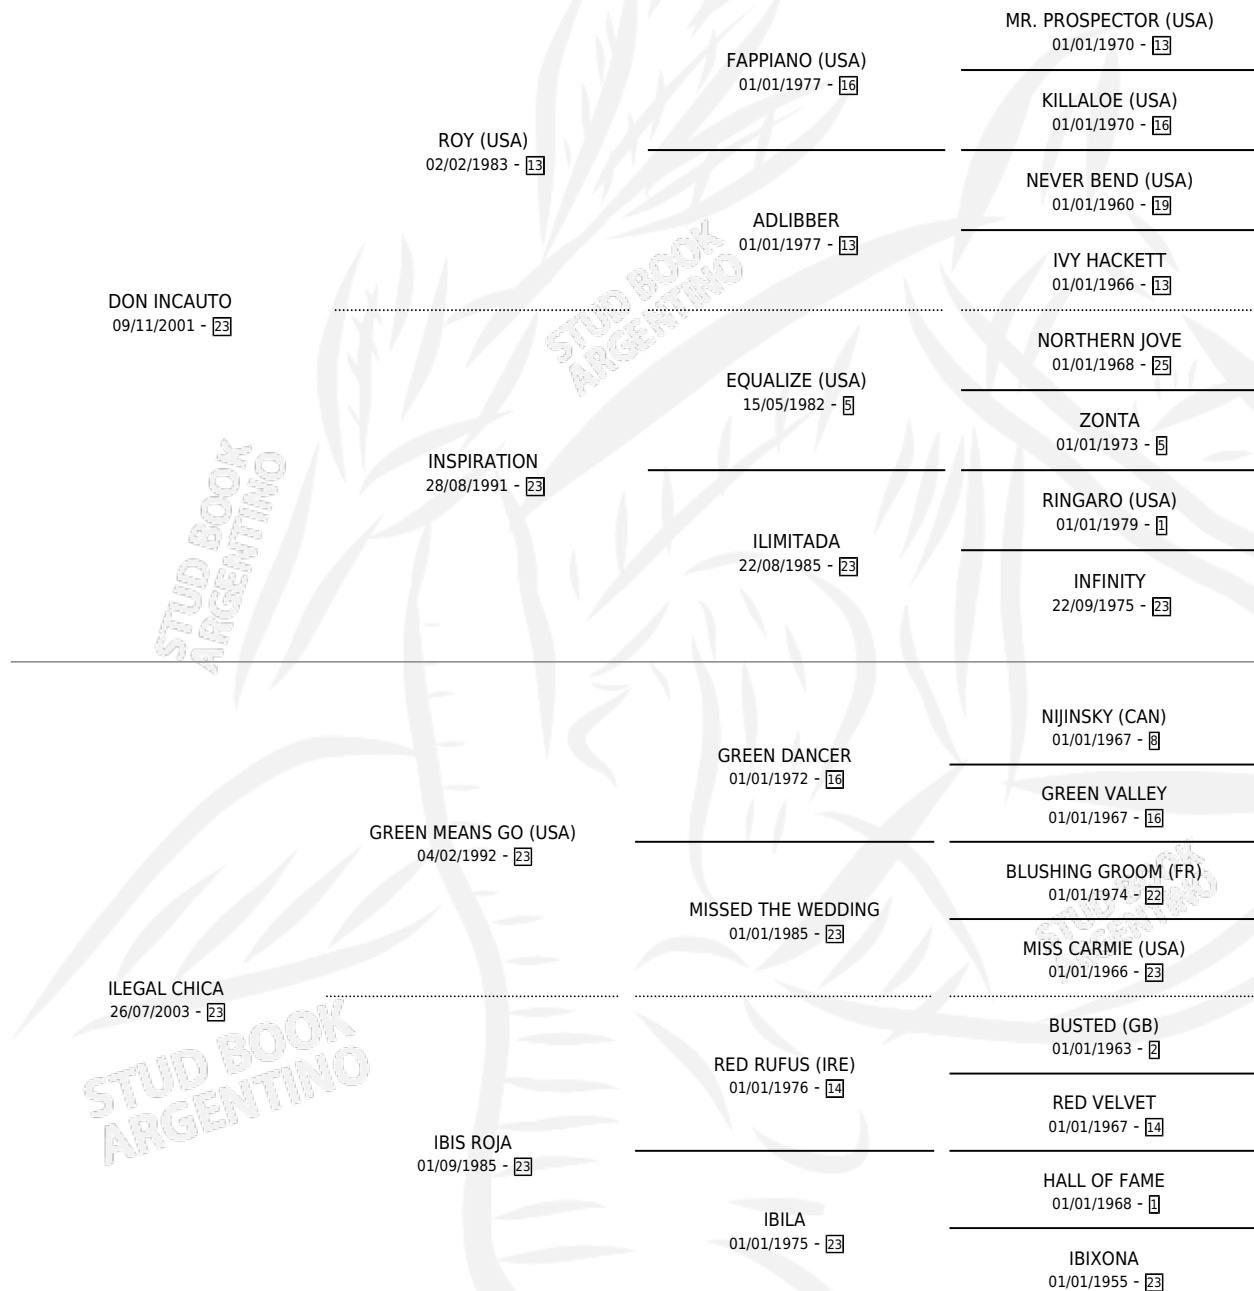 MR. PROSPECTOR (USA)
01/01/1970 - 13
FAPPIANO (USA)
01/01/1977 - 16
KILLALOE (USA)
01/01/1970 - 16
ROY (USA)
02/02/1983 - 13
NEVER BEND (USA)
01/01/1960 - 19
ADLIBBER
01/01/1977 - 13
IVY HACKETT
01/01/1966 - 13
DON INCAUTO
09/11/2001 - 23
NORTHERN JOVE
01/01/1968 - 25
EQUALIZE (USA)
15/05/1982 - 5
ZONTA
01/01/1973 - 5
INSPIRATION
28/08/1991 - 23
RINGARO (USA)
01/01/1979 - 1
ILIMITADA
22/08/1985 - 23
INFINITY
22/09/1975 - 23
NIJINSKY (CAN)
01/01/1967 - 8
GREEN DANCER
01/01/1972 - 16
GREEN VALLEY
01/01/1967 - 16
GREEN MEANS GO (USA)
04/02/1992 - 23
BLUSHING GROOM (FR)
01/01/1974 - 22
MISSED THE WEDDING
01/01/1985 - 23
MISS CARMIE (USA)
01/01/1966 - 23
ILEGAL CHICA
26/07/2003 - 23
BUSTED (GB)
01/01/1963 - 2
RED RUFUS (IRE)
01/01/1976 - 14
RED VELVET
01/01/1967 - 14
IBIS ROJA
01/09/1985 - 23
HALL OF FAME
01/01/1968 - 1
IBILA
01/01/1975 - 23
IBIXONA
01/01/1955 - 23
STUD BOOK
ARGENTINO
STUD BOOK
ARGENTINO
STUD BOOK
ARGENTINO
STUD BOOK
ARGENTINO